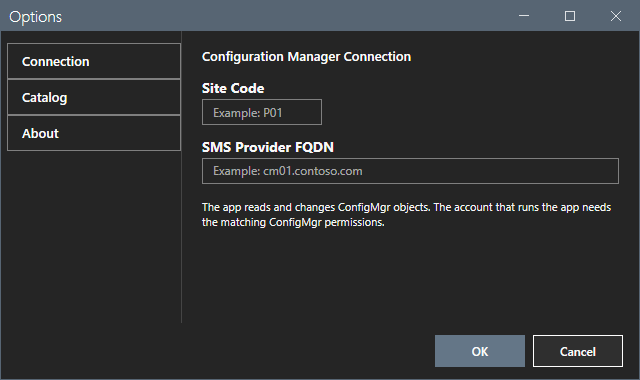 Options
Connection
Catalog
About
Configuration Manager Connection
Site Code
Example: P01
SMS Provider FQDN
Example: cm01.contoso.com
The app reads and changes ConfigMgr objects. The account that runs the app needs
the matching ConfigMgr permissions.
OK
Cancel